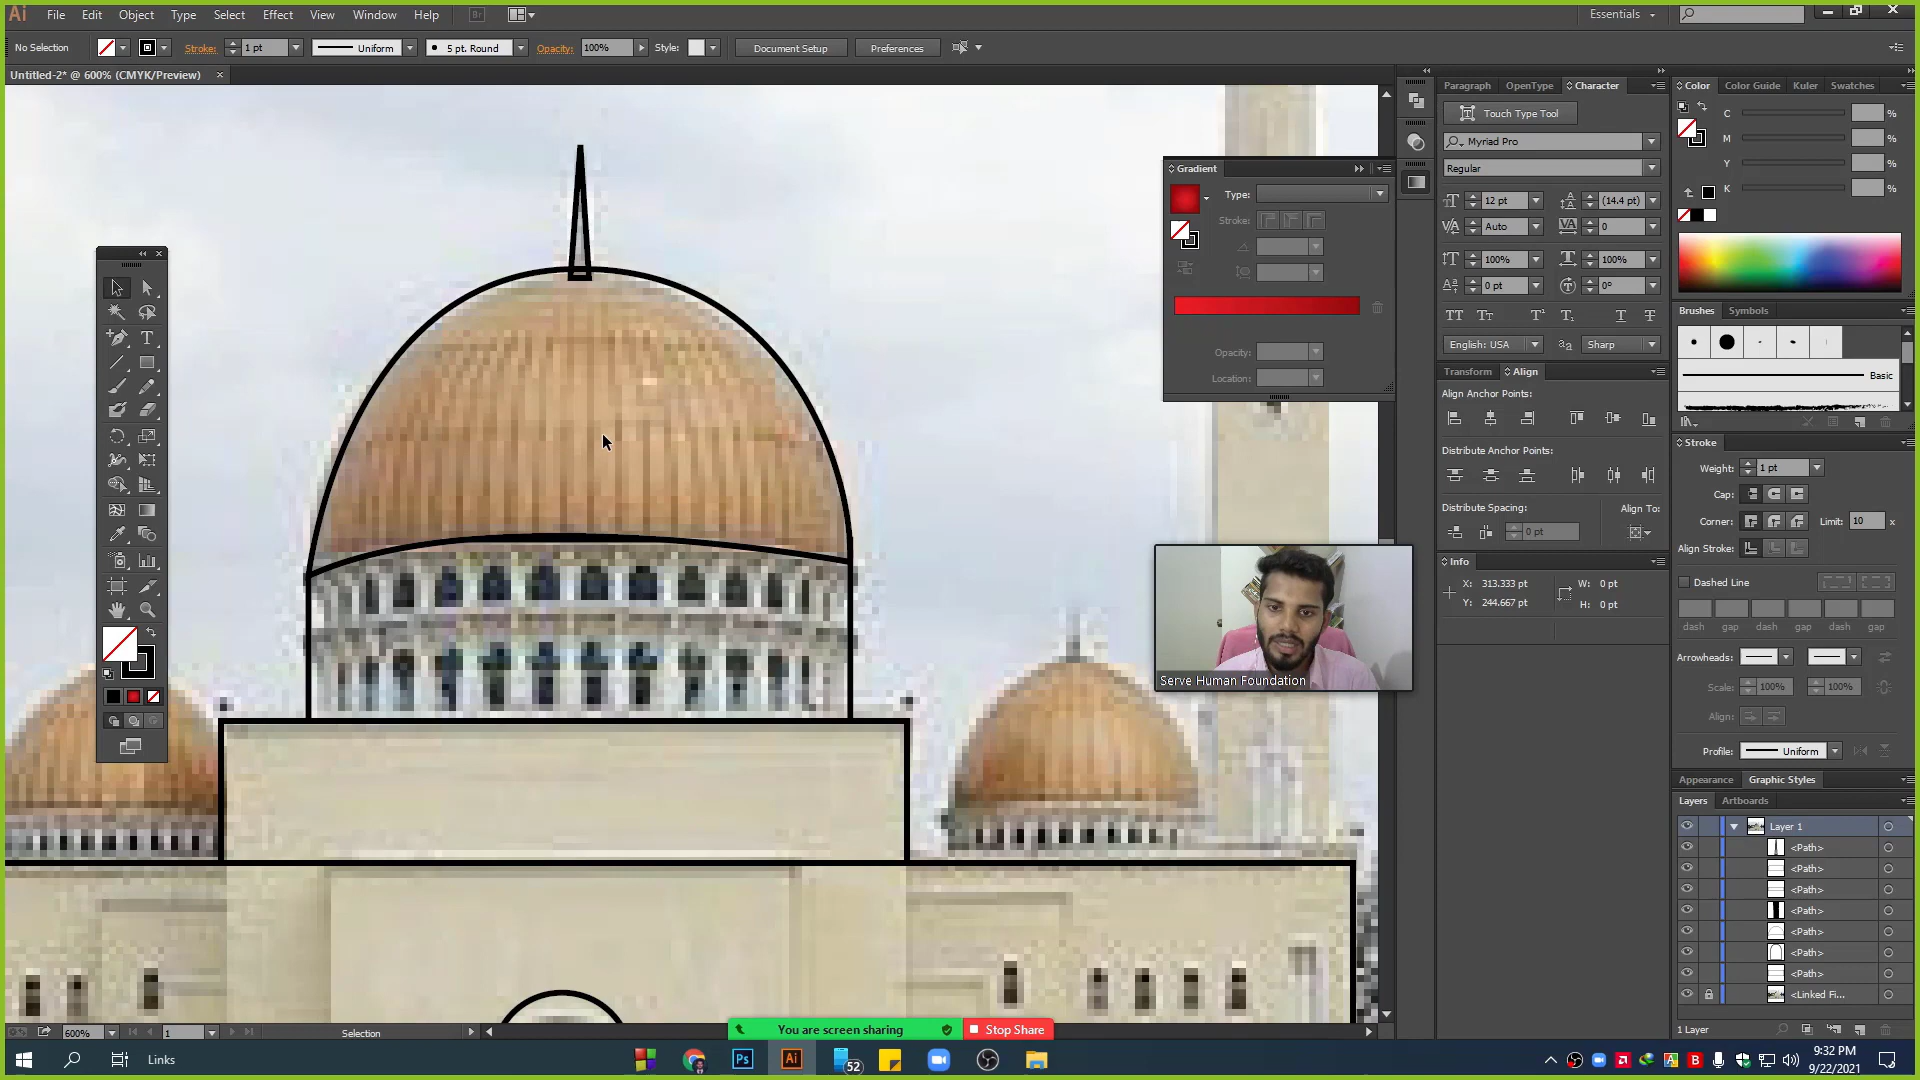 Ai File Edit Object Type Select Effect View Window Help Br Essentials
No Selection Stroke: 1 pt Uniform 5 pt. Round Opacity: 100% Style: Document Setup Preferences
Untitled-2* @ 600% (CMYK/Preview) ×
Paragraph OpenType Character
Touch Type Tool
Myriad Pro
Regular
12 pt (14.4 pt)
Auto 0
100% 100%
0 pt 0°
English: USA Sharp
Transform Align
Align Anchor Points:
Distribute Anchor Points:
Distribute Spacing: Align To:
0 pt
Info
X: 313.333 pt W: 0 pt
Y: 244.667 pt H: 0 pt
Color Color Guide Kuler Swatches
C %
M %
Y %
K %
Brushes Symbols
Basic
Stroke
Weight: 1 pt
Cap:
Corner: Limit: 10 x
Align Stroke:
Dashed Line
dash gap dash gap dash gap
Arrowheads:
Scale: 100% 100%
Align:
Profile: Uniform
Appearance Graphic Styles
Layers Artboards
Layer 1
<Path>
<Path>
<Path>
<Path>
<Path>
<Path>
<Path>
<Linked Fi...
1 Layer
Gradient
Type:
Stroke:
Opacity:
Location:
Serve Human Foundation
600% 1 Selection
You are screen sharing Stop Share
Links Ps Ai 52
9:32 PM
9/22/2021